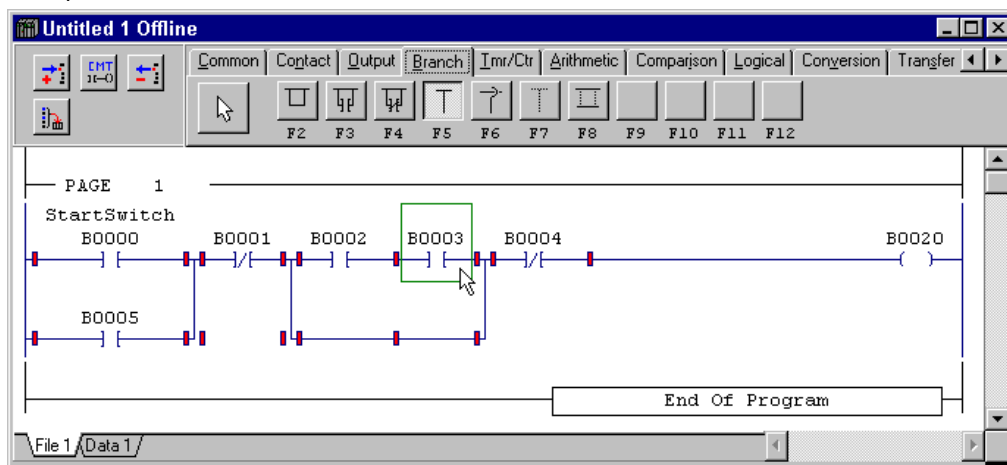 Untitled 1 Offline
CMT
Common Contact Output Branch Tmr/Ctr Arithmetic Comparison Logical Conversion Transfer
F2 F3 F4 F5 F6 F7 F8 F9 F10 F11 F12
PAGE 1
StartSwitch
B0000 B0001 B0002 B0003 B0004 B0020
B0005
End Of Program
File 1 Data 1